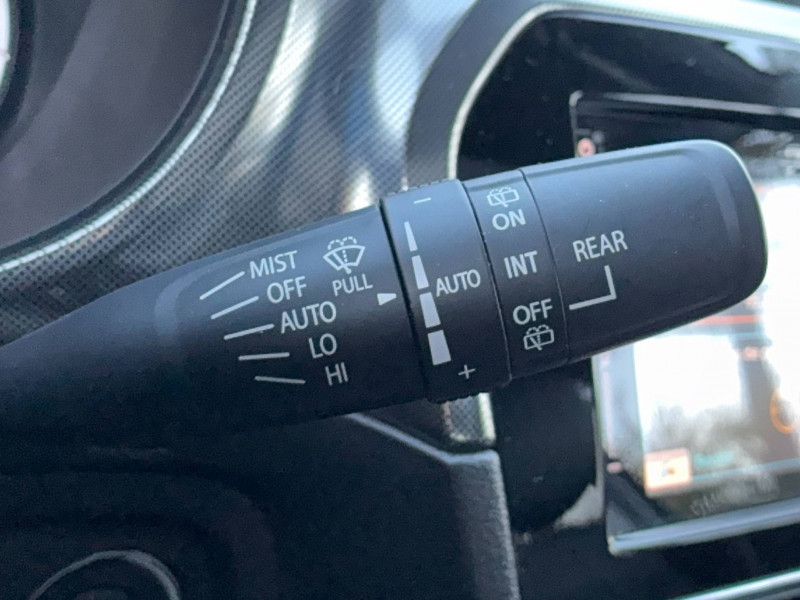 MIST
OFF
AUTO
LO
HI
PULL
−
AUTO
+
ON
INT
OFF
REAR